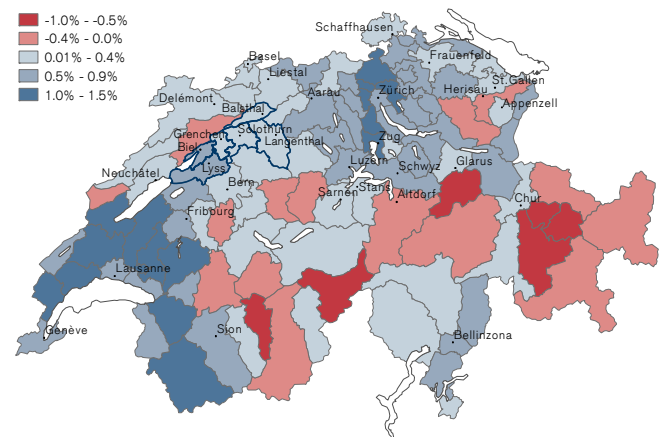 -1.0% - -0.5%
-0.4% - 0.0%
0.01% - 0.4%
0.5% - 0.9%
1.0% - 1.5%
Schaffhausen
Basel
Frauenfeld
Liestal
St.Gallen
Aarau
Zürich
Herisau
Delémont
Appenzell
Balsthal
Grenchen
Solothurn
Zug
Langenthal
Biel
Luzern
Glarus
Lyss
Schwyz
Neuchâtel
Bern
Stans
Sarnen
Altdorf
Chur
Fribourg
Lausanne
Genève
Sion
Bellinzona